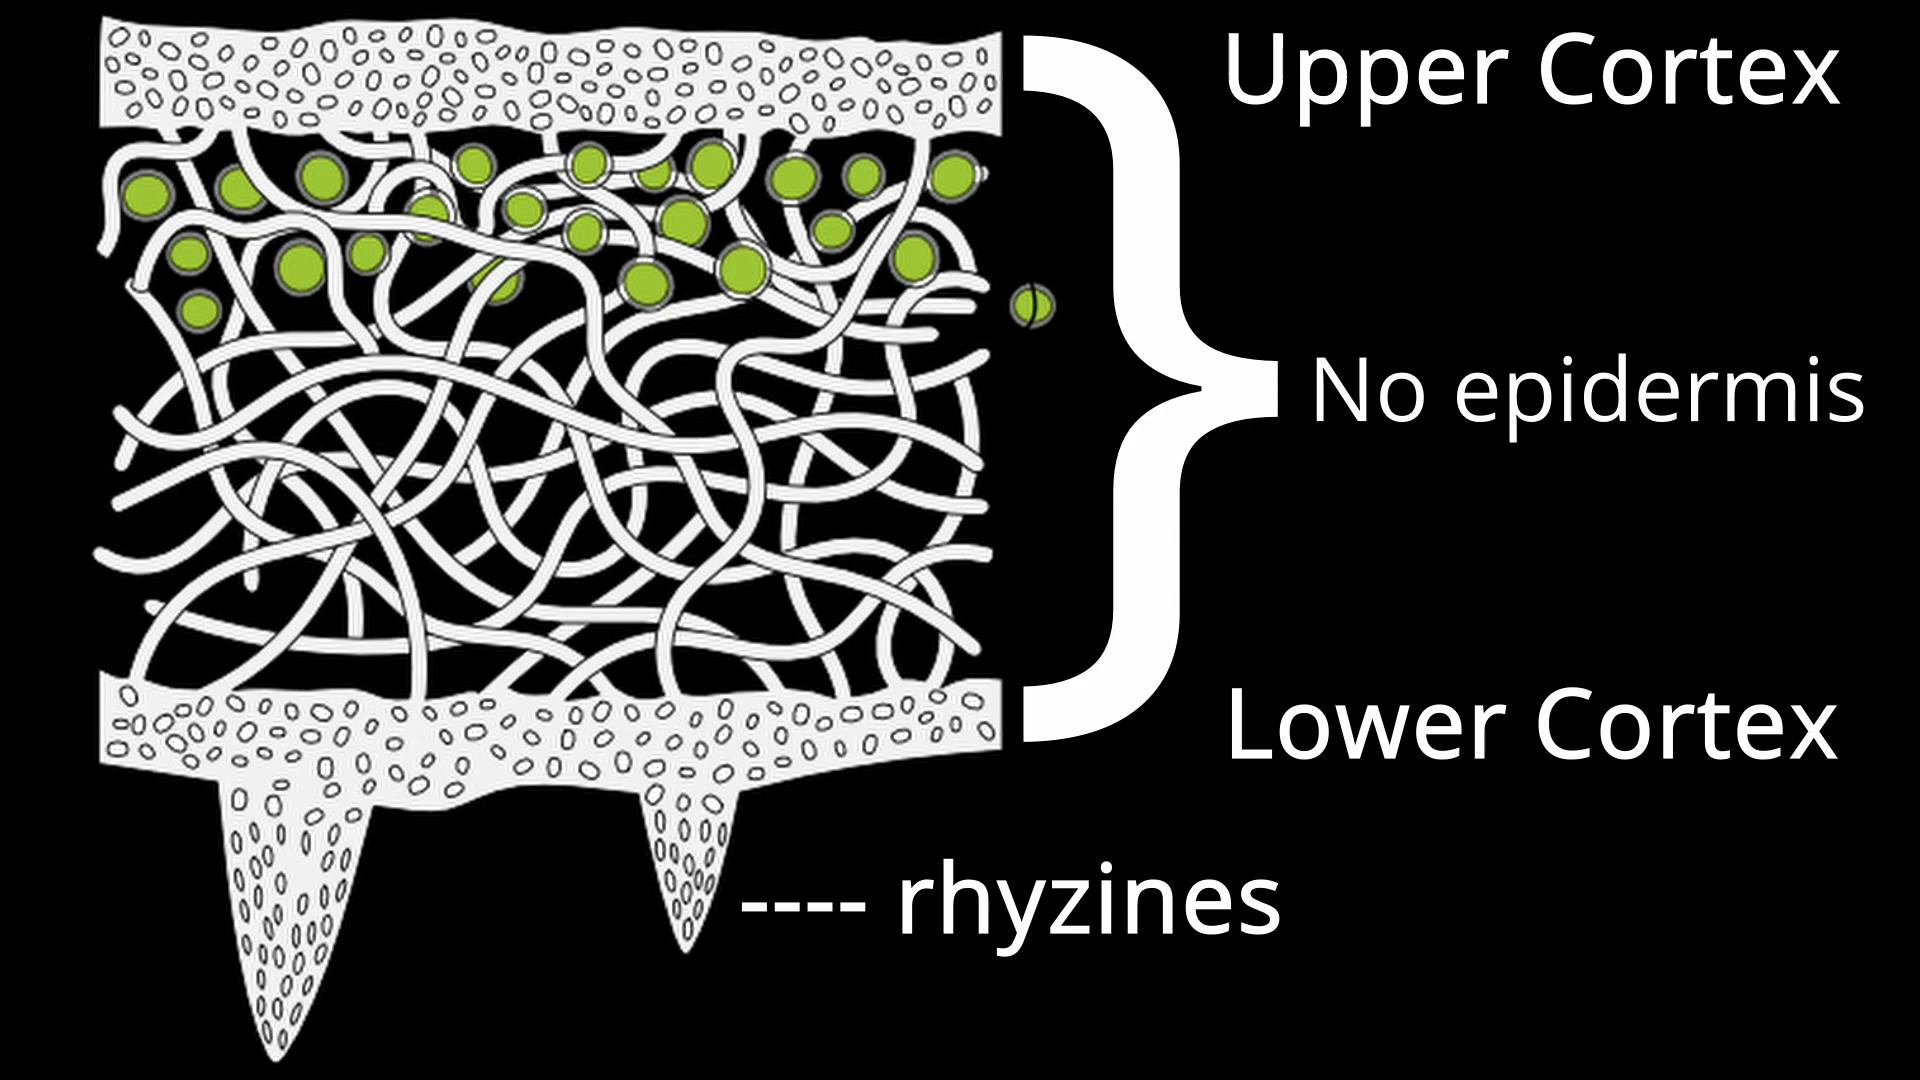 Upper Cortex
No epidermis
Lower Cortex
---- rhyzines